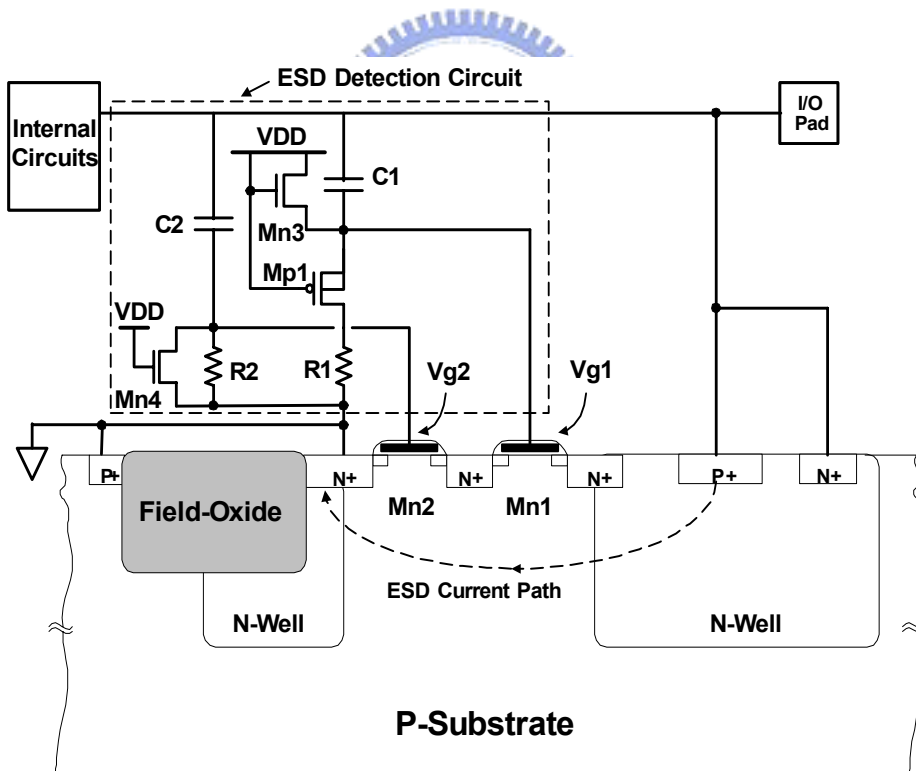 ESD Detection Circuit
Internal
Circuits
I/O
Pad
VDD
C1
C2
Mn3
Mp1
VDD
R2
R1
Mn4
Vg2
Vg1
P+
N+
N+
N+
P+
N+
Field-Oxide
Mn2
Mn1
ESD Current Path
N-Well
N-Well
P-Substrate